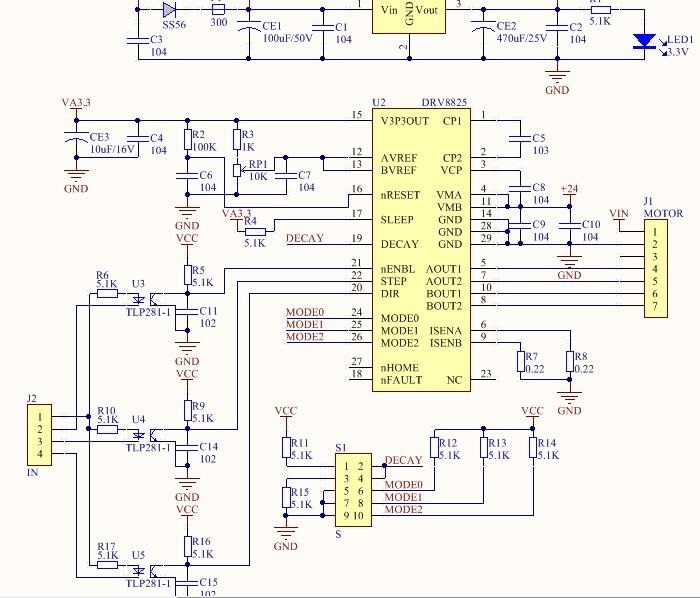 SS56
300
C3
104
CE1
100uF/50V
C1
104
1
Vin
GND
Vout
3
2
CE2
470uF/25V
C2
104
5.1K
LED1
3.3V
GND
VA3.3
CE3
10uF/16V
C4
104
GND
R2
100K
R3
1K
RP1
10K
C6
104
C7
104
GND
VA3.3
R4
5.1K
DECAY
U2
DRV8825
15 V3P3OUT
12 AVREF
13 BVREF
16 nRESET
17 SLEEP
19 DECAY
21 nENBL
22 STEP
20 DIR
24 MODE0
25 MODE1
26 MODE2
27 nHOME
18 nFAULT
CP1 1
CP2 2
VCP 3
VMA 4
VMB 11
GND 14
GND 28
GND 29
AOUT1 5
AOUT2 7
BOUT1 10
BOUT2 8
ISENA 6
ISENB 9
NC 23
MODE0
MODE1
MODE2
C5
103
C8
104
C9
104
+24
C10
104
GND
VIN
J1
MOTOR
1
2
3
4
5
6
7
R7
0.22
R8
0.22
GND
VCC
R5
5.1K
R6
5.1K
U3
TLP281-1
C11
102
GND
VCC
R9
5.1K
R10
5.1K
U4
TLP281-1
C14
102
GND
VCC
R16
5.1K
R17
5.1K
U5
TLP281-1
C15
102
J2
1
2
3
4
IN
VCC
R11
5.1K
R15
5.1K
GND
S1
1 2
3 4
5 6
7 8
9 10
S
DECAY
MODE0
MODE1
MODE2
VCC
R12
5.1K
R13
5.1K
R14
5.1K